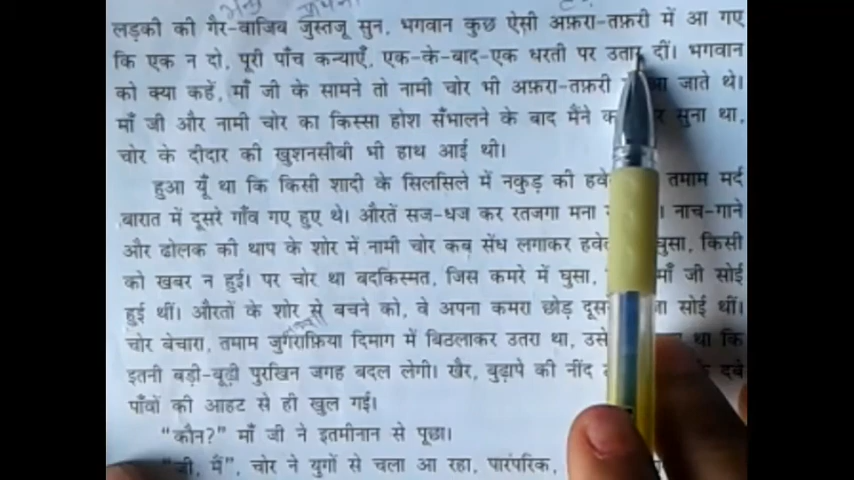 लड़की की गैर-वाजिब जुस्तजू सुन, भगवान कुछ ऐसी अफ़रा-तफ़री में आ गए
कि एक न दो, पूरी पाँच कन्याएँ, एक-के-बाद-एक धरती पर उतार दीं। भगवान
को क्या कहें, माँ जी के सामने तो नामी चोर भी अफ़रा-तफ़री जाते थे।
माँ जी और नामी चोर का किस्सा होश सँभालने के बाद मैंने सुना था,
चोर के दीदार की खुशनसीबी भी हाथ आई थी।
हुआ यूँ था कि किसी शादी के सिलसिले में नकुड़ की तमाम मर्द
बारात में दूसरे गाँव गए हुए थे। औरतें सज-धज कर रतजगा मना । नाच-गाने
और ढोलक की थाप के शोर में नामी चोर कब सेंध लगाकर घुसा, किसी
को खबर न हुई। पर चोर था बदकिस्मत, जिस कमरे में घुसा, माँ जी सोई
हुई थीं। औरतों के शोर से बचने को, वे अपना कमरा छोड़ सोई थीं।
चोर बेचारा, तमाम जुगराफ़िया दिमाग में बिठलाकर उतरा था, उसे था कि
इतनी बड़ी-बूढ़ी पुरखिन जगह बदल लेगी। खैर, बुढ़ापे की नींद दबे
पाँवों की आहट से ही खुल गई।
“कौन?” माँ जी ने इतमीनान से पूछा।
“जी, मैं”, चोर ने युगों से चला आ रहा, पारंपरिक,